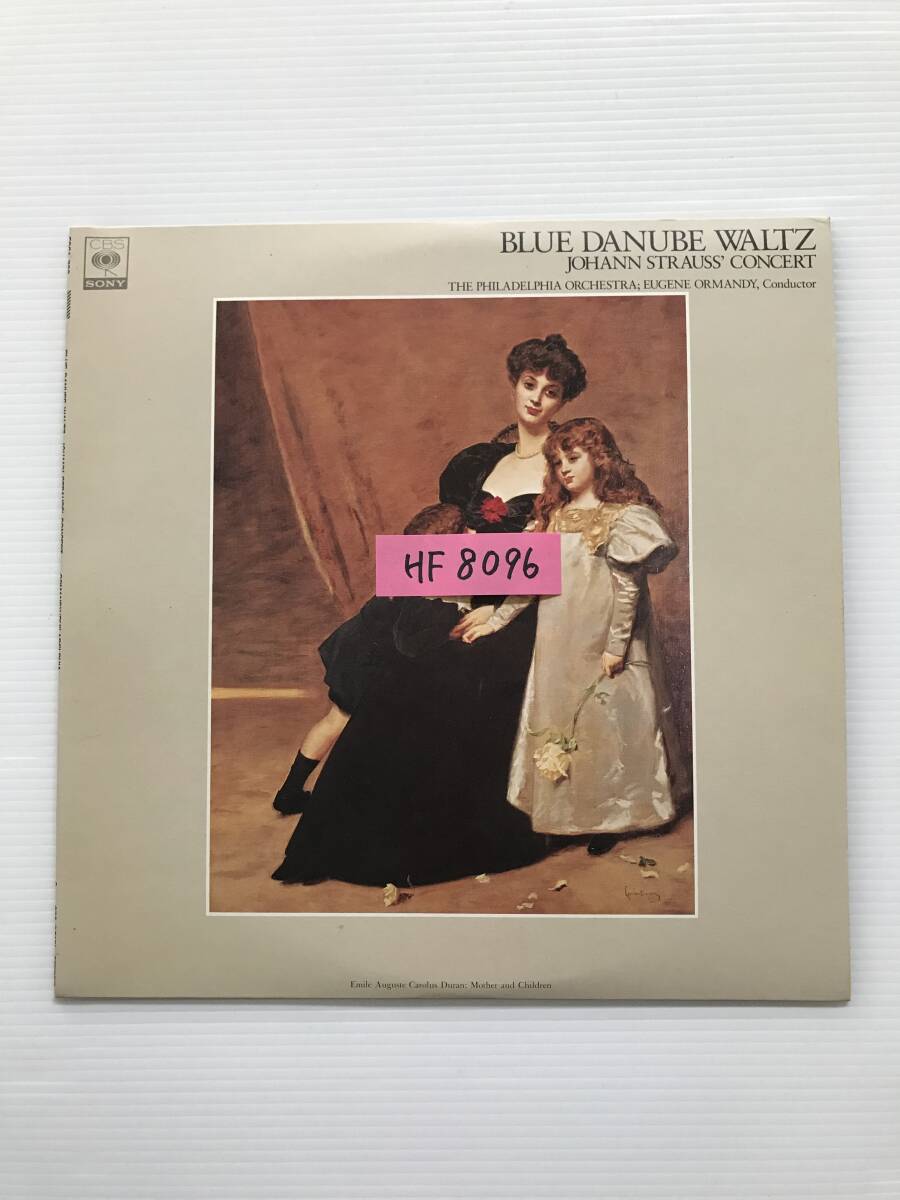 CBS
SONY
BLUE DANUBE WALTZ
JOHANN STRAUSS' CONCERT
THE PHILADELPHIA ORCHESTRA; EUGENE ORMANDY, Conductor
HF 8096
Emile Auguste Carolus Duran: Mother and Children